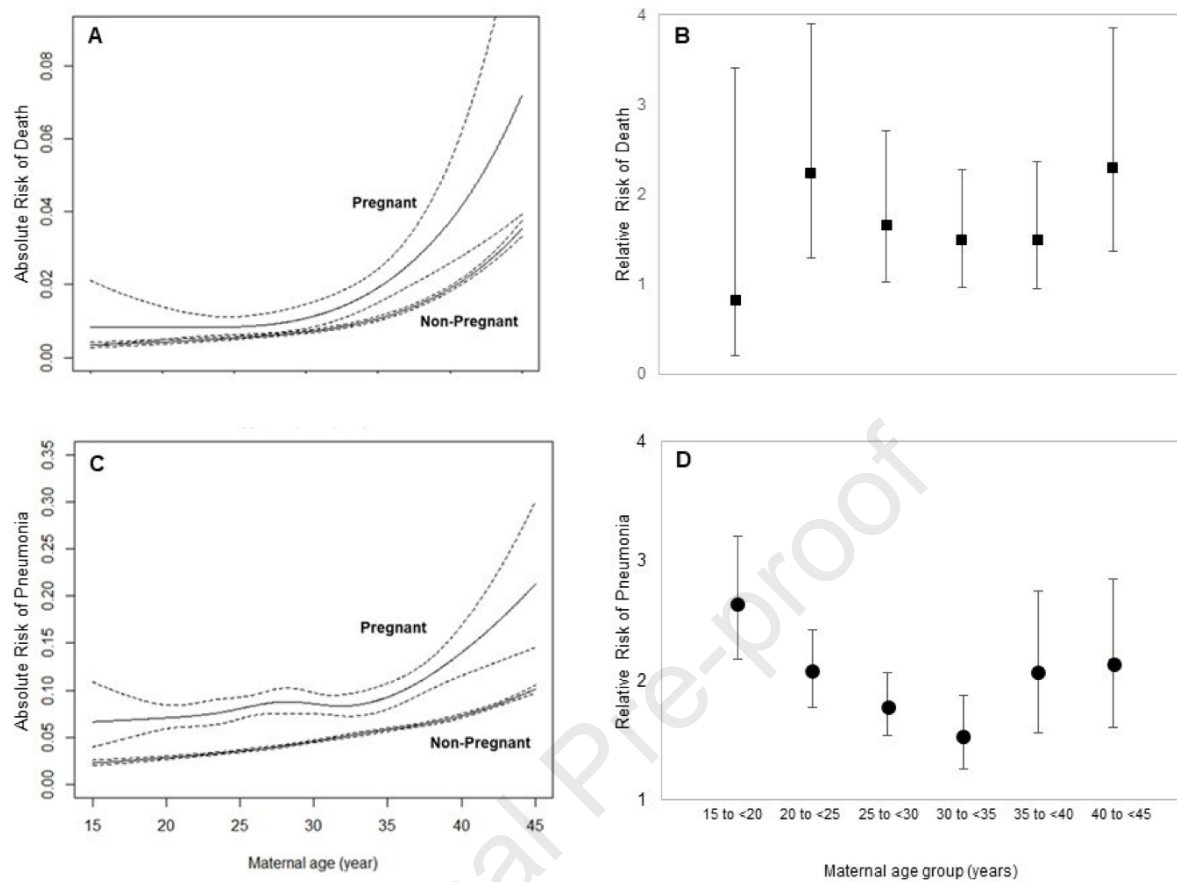 A
Absolute Risk of Death
0.08
0.06
0.04
0.02
0.00
Pregnant
Non-Pregnant
B
Relative Risk of Death
4
3
2
1
0
C
Absolute Risk of Pneumonia
0.35
0.30
0.25
0.20
0.15
0.10
0.05
0.00
Pregnant
Non-Pregnant
15 20 25 30 35 40 45
Maternal age (year)
D
Relative Risk of Pneumonia
4
3
2
1
15 to <20 20 to <25 25 to <30 30 to <35 35 to <40 40 to <45
Maternal age group (years)
al Pre-proof